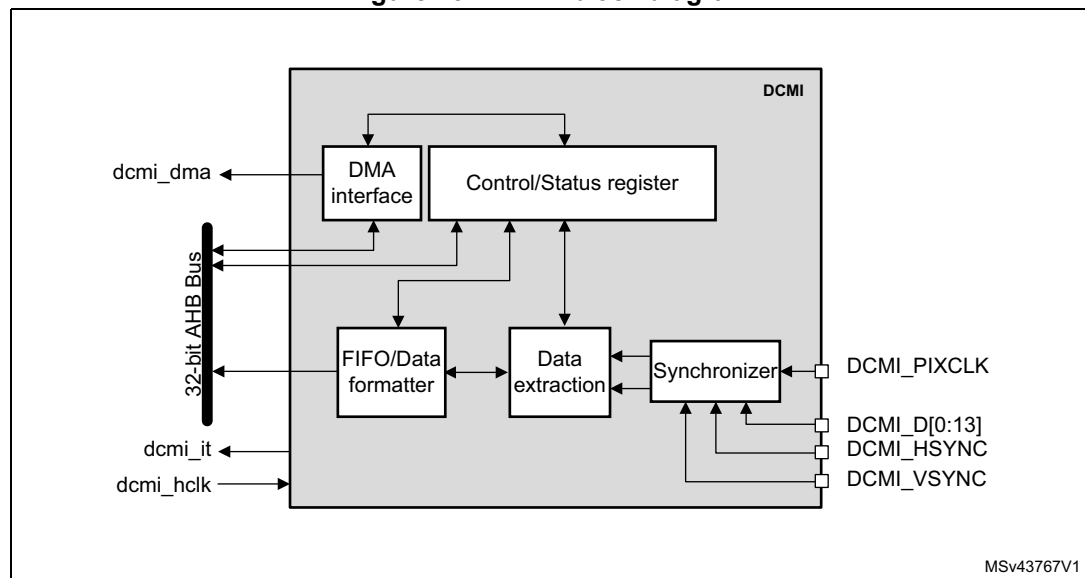 DCMI
dcmi_dma
DMA
interface
Control/Status register
32-bit AHB Bus
FIFO/Data
formatter
Data
extraction
Synchronizer
DCMI_PIXCLK
DCMI_D[0:13]
DCMI_HSYNC
DCMI_VSYNC
dcmi_it
dcmi_hclk
MSv43767V1